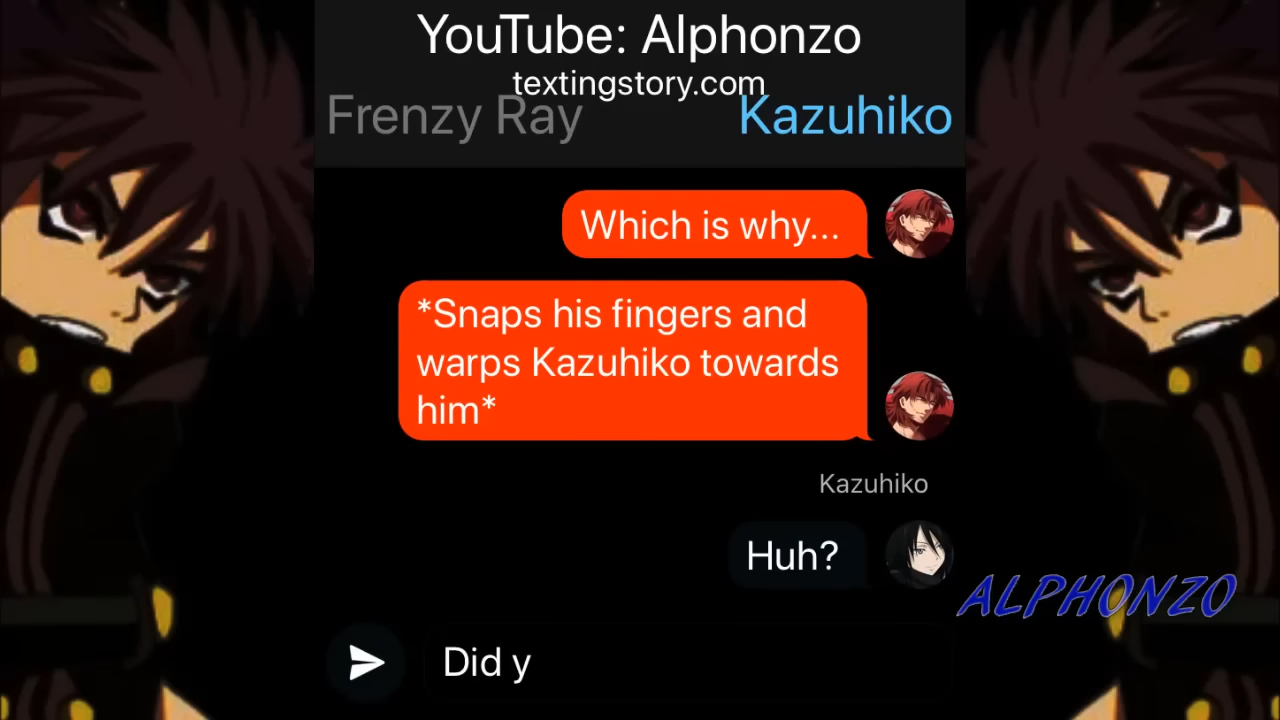 YouTube: Alphonzo
textingstory.com
Frenzy Ray Kazuhiko
Which is why...
*Snaps his fingers and
warps Kazuhiko towards
him*
Kazuhiko
Huh?
ALPHONZO
Did y